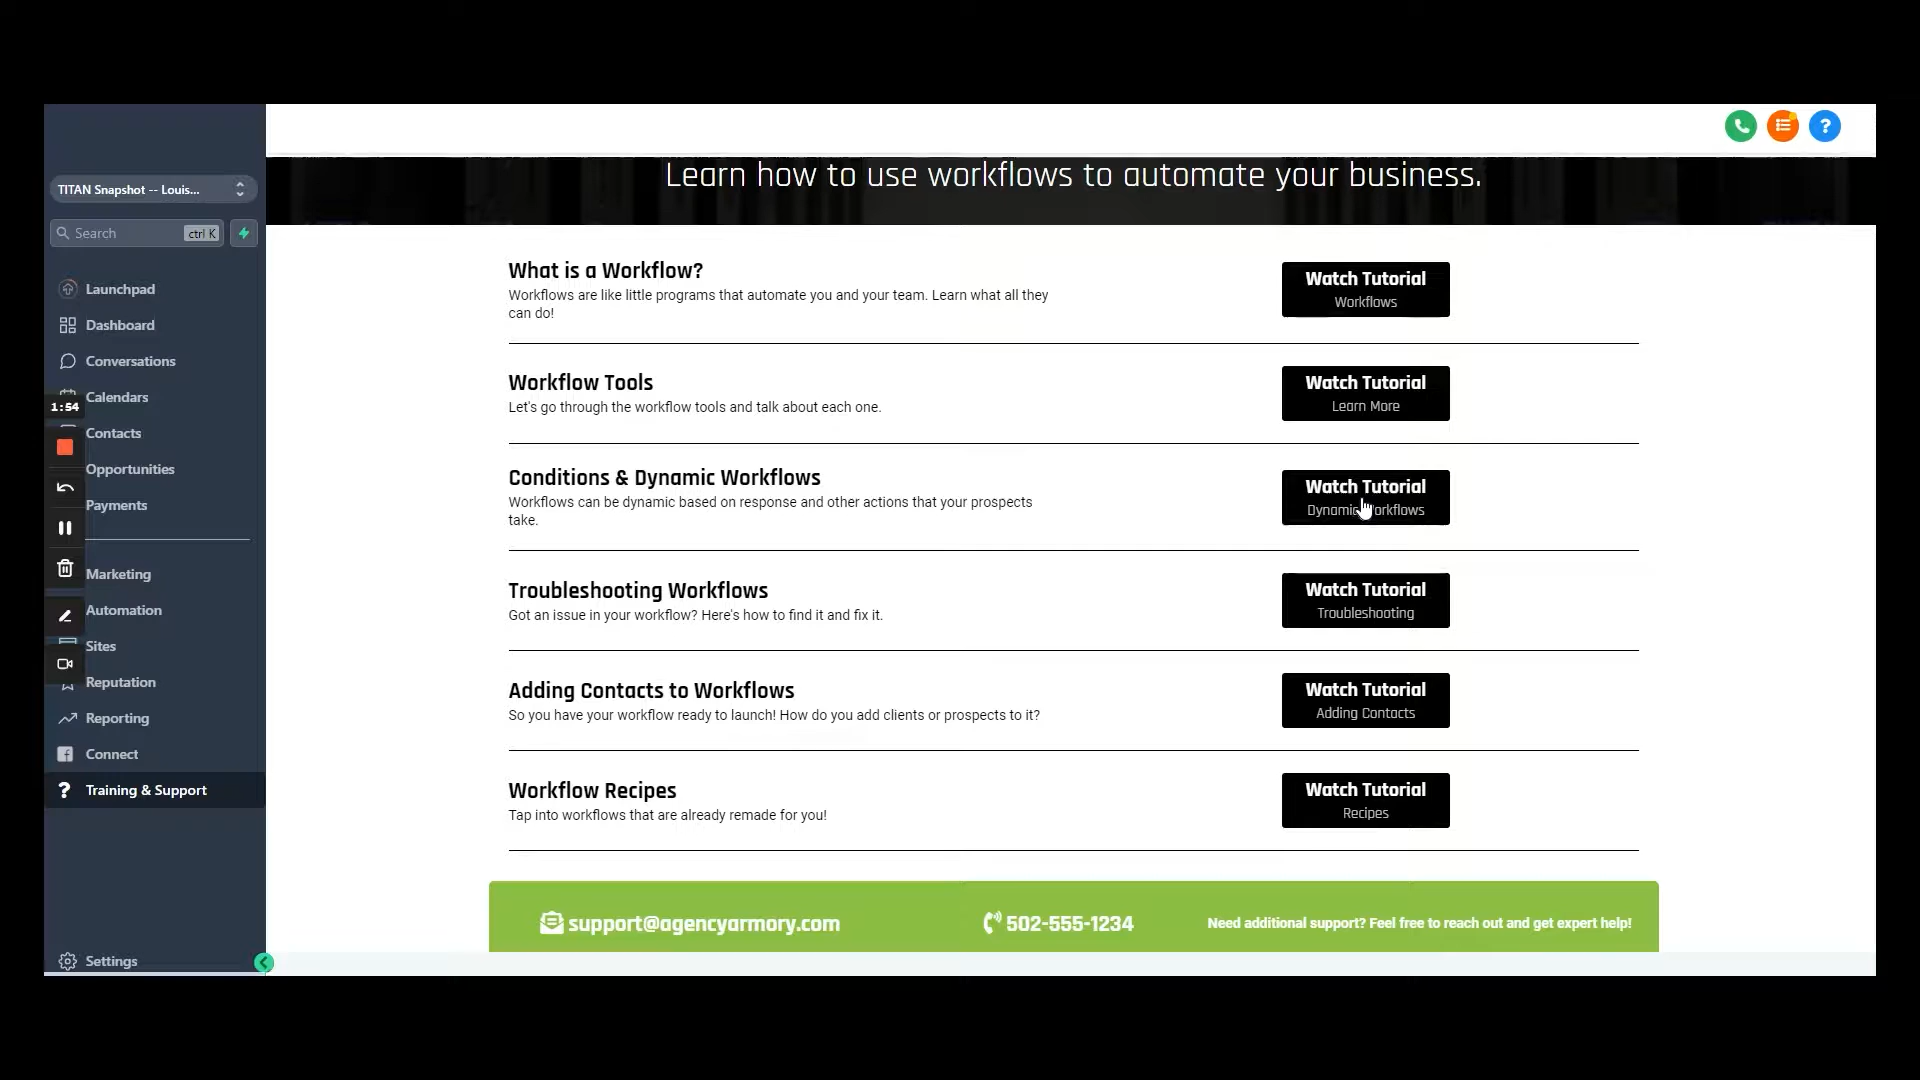 Learn how to use workflows to automate your business.
TITAN Snapshot -- Louis...
Search
ctrl K
Launchpad
Dashboard
Conversations
Calendars
1:54
Contacts
Opportunities
Payments
Marketing
Automation
Sites
Reputation
Reporting
Connect
Training & Support
Settings
What is a Workflow?
Workflows are like little programs that automate you and your team. Learn what all they
can do!
Watch Tutorial
Workflows
Workflow Tools
Let's go through the workflow tools and talk about each one.
Watch Tutorial
Learn More
Conditions & Dynamic Workflows
Workflows can be dynamic based on response and other actions that your prospects
take.
Watch Tutorial
Dynamic Workflows
Troubleshooting Workflows
Got an issue in your workflow? Here's how to find it and fix it.
Watch Tutorial
Troubleshooting
Adding Contacts to Workflows
So you have your workflow ready to launch! How do you add clients or prospects to it?
Watch Tutorial
Adding Contacts
Workflow Recipes
Tap into workflows that are already remade for you!
Watch Tutorial
Recipes
support@agencyarmory.com
502-555-1234
Need additional support? Feel free to reach out and get expert help!